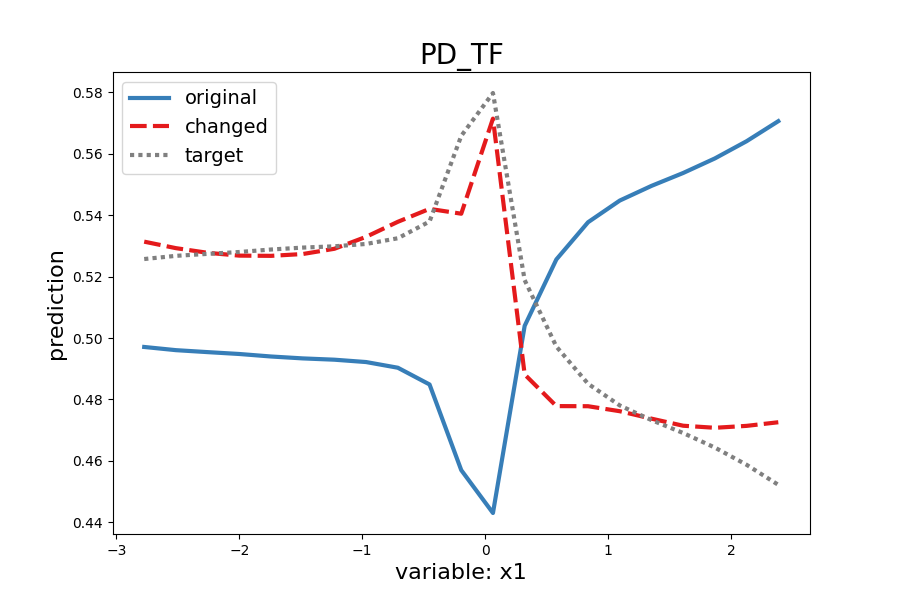 PD_TF
original
changed
target
prediction
0.58
0.56
0.54
0.52
0.50
0.48
0.46
0.44
−3
−2
−1
0
1
2
variable: x1